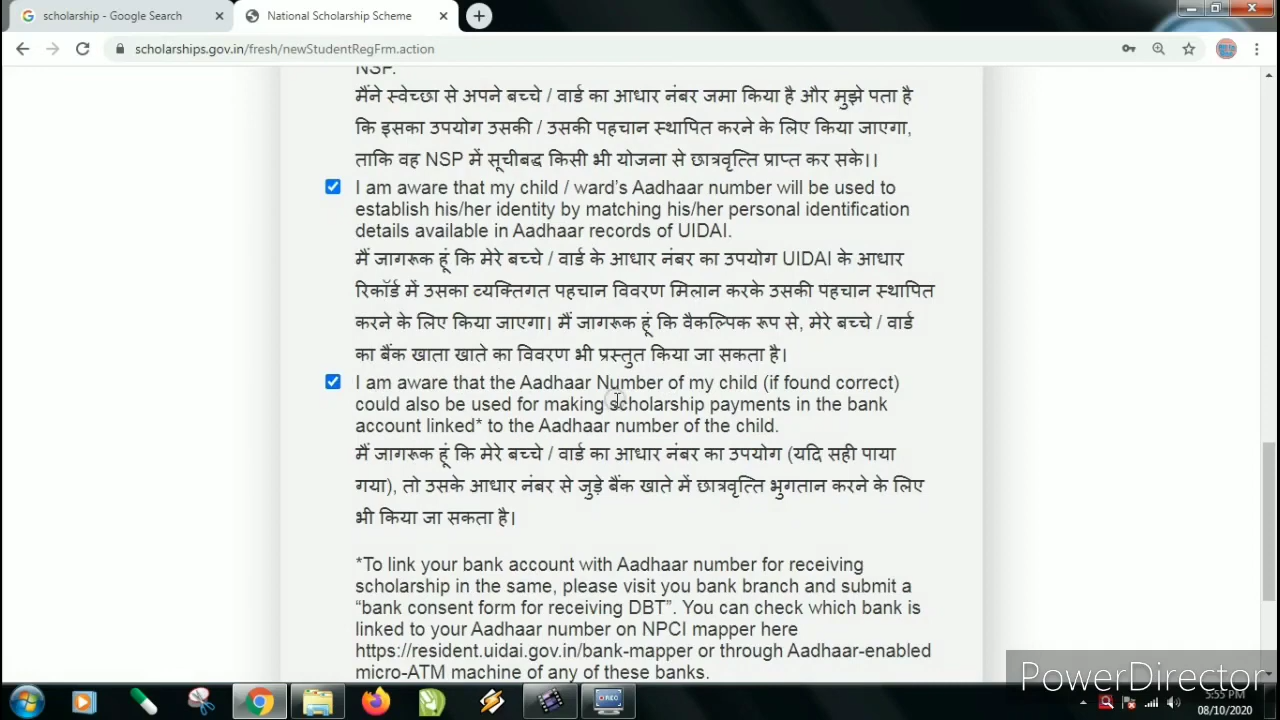 scholarship - Google Search
National Scholarship Scheme
scholarships.gov.in/fresh/newStudentRegFrm.action
NSP.
मैंने स्वेच्छा से अपने बच्चे / वार्ड का आधार नंबर जमा किया है और मुझे पता है
कि इसका उपयोग उसकी / उसकी पहचान स्थापित करने के लिए किया जाएगा,
ताकि वह NSP में सूचीबद्ध किसी भी योजना से छात्रवृत्ति प्राप्त कर सके।।
I am aware that my child / ward's Aadhaar number will be used to
establish his/her identity by matching his/her personal identification
details available in Aadhaar records of UIDAI.
मैं जागरूक हूं कि मेरे बच्चे / वार्ड के आधार नंबर का उपयोग UIDAI के आधार
रिकॉर्ड में उसका व्यक्तिगत पहचान विवरण मिलान करके उसकी पहचान स्थापित
करने के लिए किया जाएगा। मैं जागरूक हूं कि वैकल्पिक रूप से, मेरे बच्चे / वार्ड
का बैंक खाता खाते का विवरण भी प्रस्तुत किया जा सकता है।
I am aware that the Aadhaar Number of my child (if found correct)
could also be used for making scholarship payments in the bank
account linked* to the Aadhaar number of the child.
मैं जागरूक हूं कि मेरे बच्चे / वार्ड का आधार नंबर का उपयोग (यदि सही पाया
गया), तो उसके आधार नंबर से जुड़े बैंक खाते में छात्रवृत्ति भुगतान करने के लिए
भी किया जा सकता है।
*To link your bank account with Aadhaar number for receiving
scholarship in the same, please visit you bank branch and submit a
“bank consent form for receiving DBT”. You can check which bank is
linked to your Aadhaar number on NPCI mapper here
https://resident.uidai.gov.in/bank-mapper or through Aadhaar-enabled
micro-ATM machine of any of these banks.
PowerDirector
REC
5:55 PM
08/10/2020